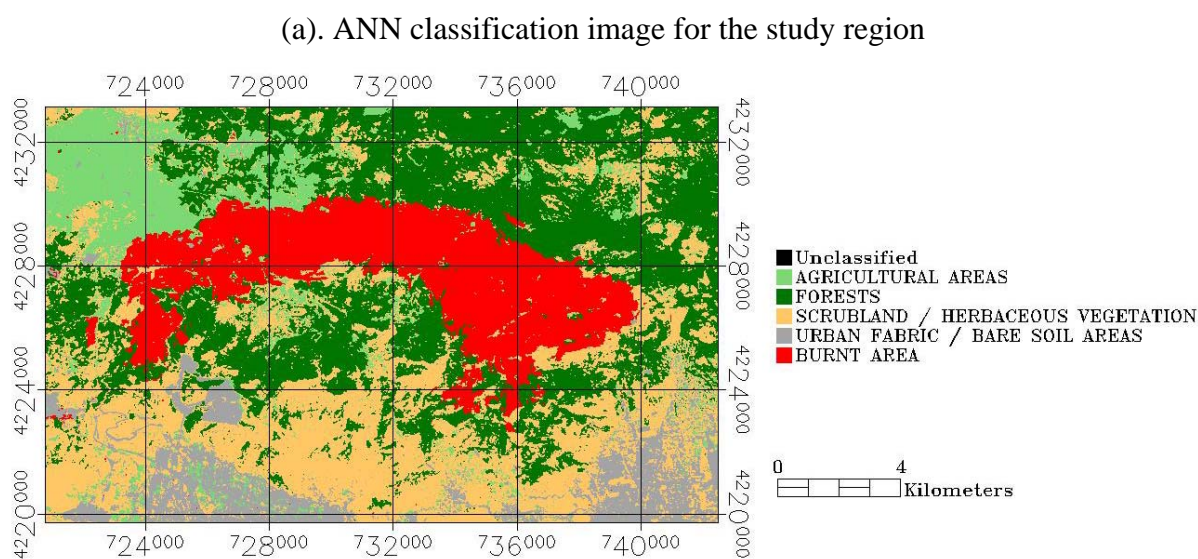 (a). ANN classification image for the study region
724000 728000 732000 736000 740000
4232000 4232000
4228000 4228000
4224000 4224000
4220000 4220000
724000 728000 732000 736000 740000
Unclassified
AGRICULTURAL AREAS
FORESTS
SCRUBLAND / HERBACEOUS VEGETATION
URBAN FABRIC / BARE SOIL AREAS
BURNT AREA
0 4
Kilometers